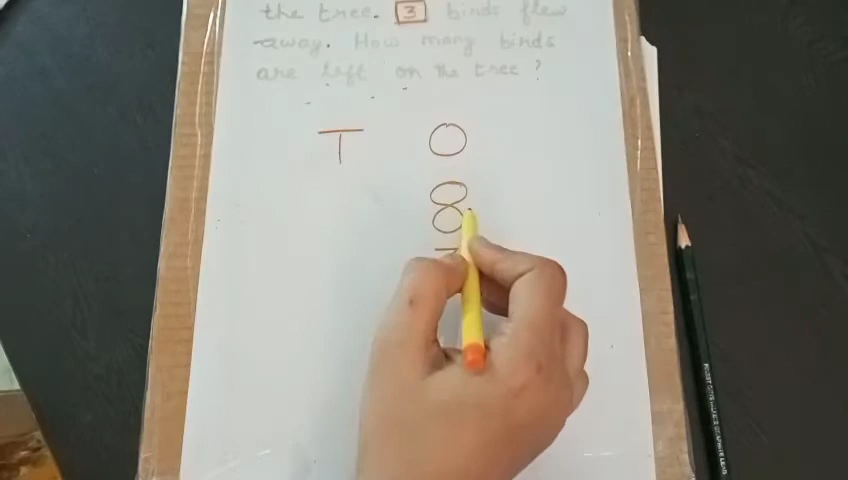 the tree. 3 birds flew
away. How many birds
are left on the tree?
T O
8